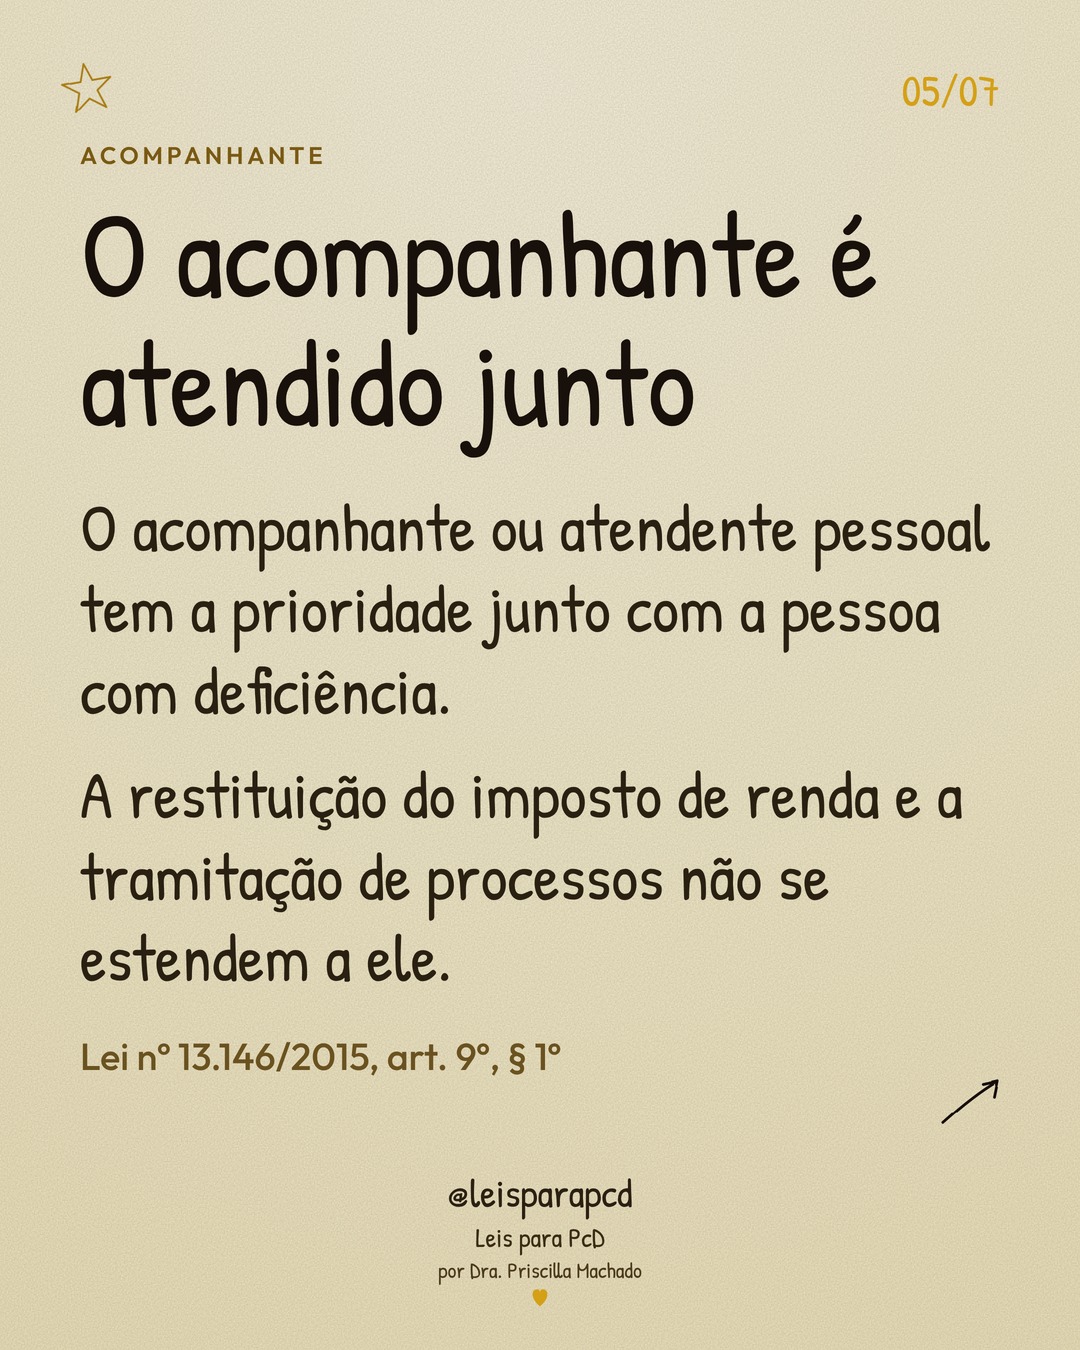 05/07
ACOMPANHANTE
O acompanhante é
atendido junto
O acompanhante ou atendente pessoal
tem a prioridade junto com a pessoa
com deficiência.
A restituição do imposto de renda e a
tramitação de processos não se
estendem a ele.
Lei nº 13.146/2015, art. 9º, § 1º
@leisparapcd
Leis para PcD
por Dra. Priscilla Machado